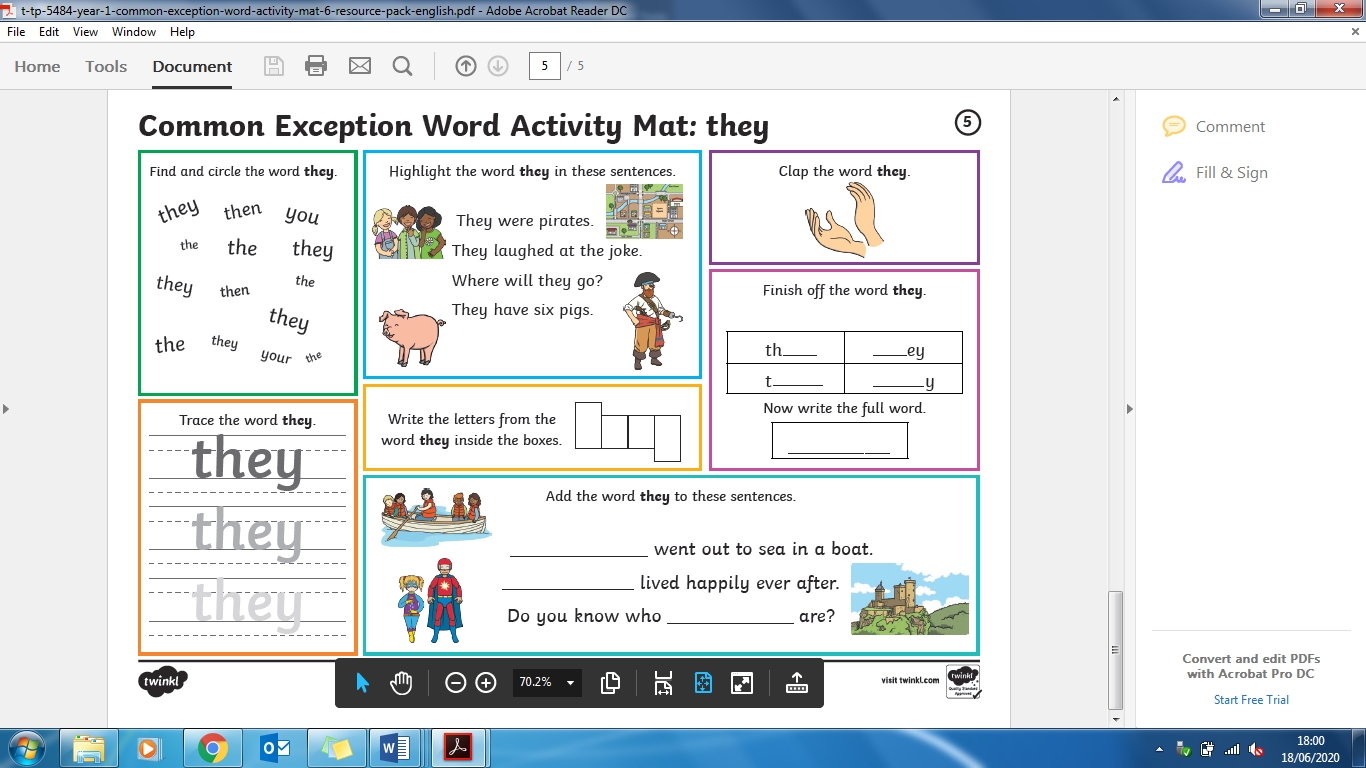 t-tp-5484-year-1-common-exception-word-activity-mat-6-resource-pack-english.pdf - Adobe Acrobat Reader DC
File Edit View Window Help
Home Tools Document 5 / 5
Common Exception Word Activity Mat: they 5
Find and circle the word they.
they then you
the the they
they then the
they
the they your the
Highlight the word they in these sentences.
They were pirates.
They laughed at the joke.
Where will they go?
They have six pigs.
Clap the word they.
Finish off the word they.
th____ ____ey
t______ ______y
Now write the full word.
Trace the word they.
they
they
they
Write the letters from the
word they inside the boxes.
Add the word they to these sentences.
______________ went out to sea in a boat.
______________ lived happily ever after.
Do you know who ______________ are?
twinkl
visit twinkl.com
twinkl
Quality Standard
Approved
70.2%
Comment
Fill & Sign
Convert and edit PDFs
with Acrobat Pro DC
Start Free Trial
18:00
18/06/2020